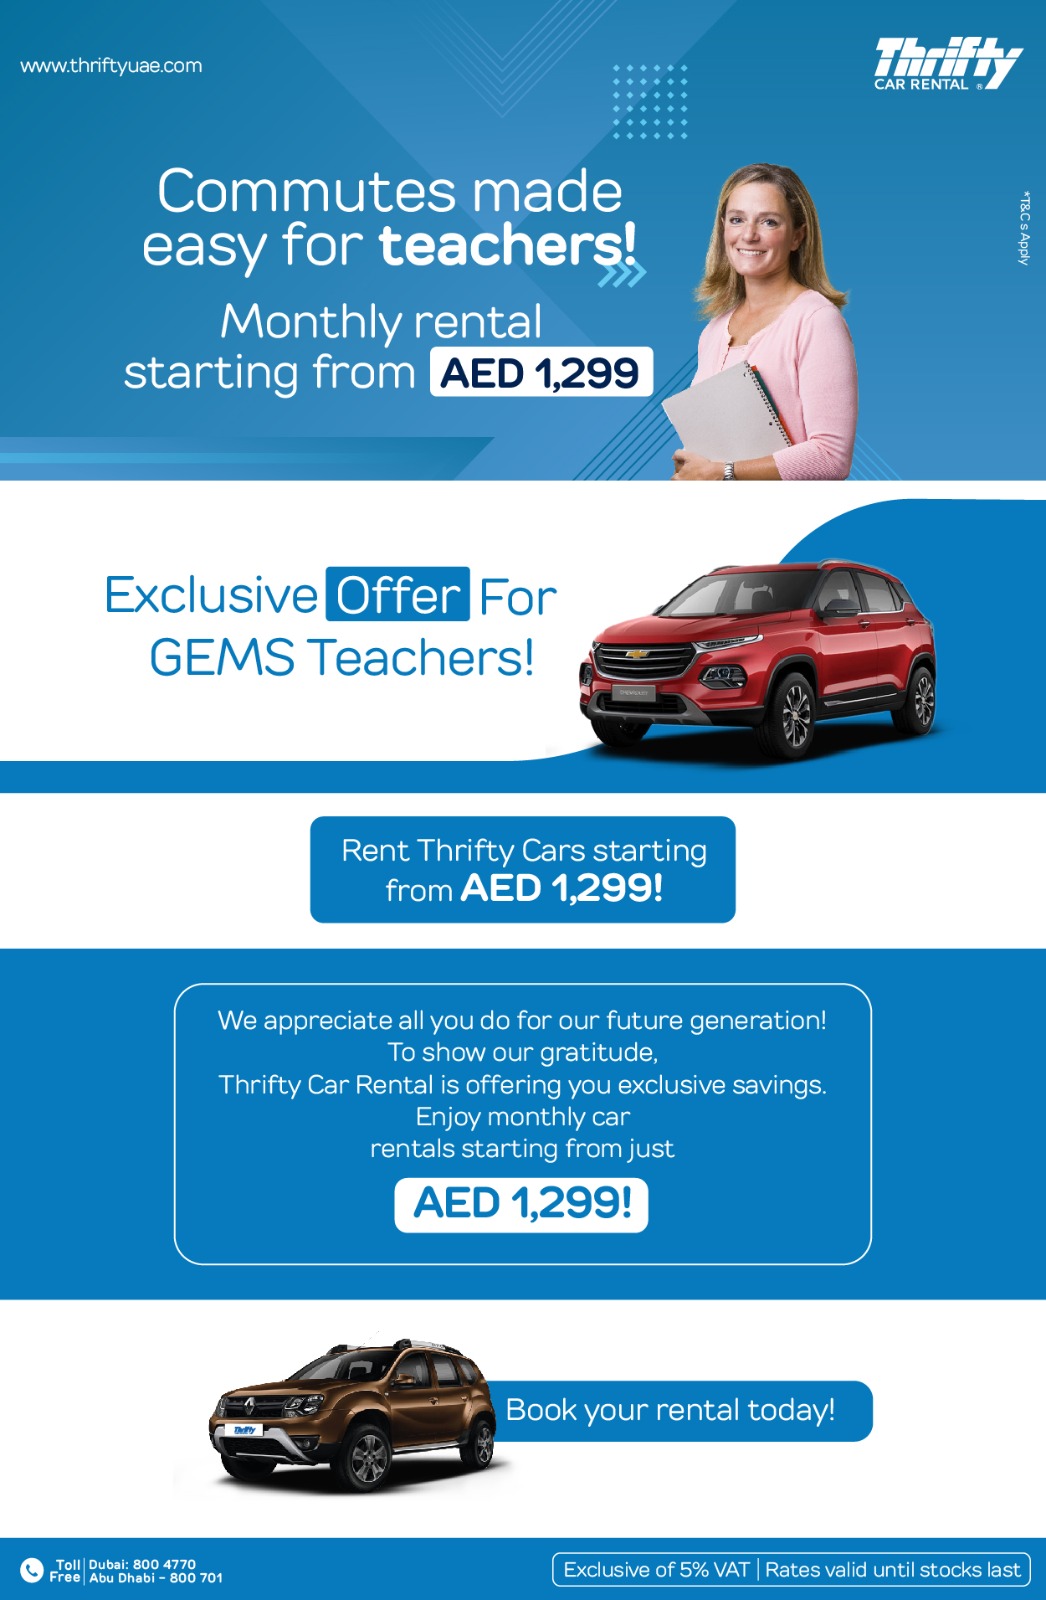 www.thriftyuae.com
Thrifty
CAR RENTAL ®
*T&C s Apply
Commutes made
easy for teachers!
Monthly rental
starting from AED 1,299
Exclusive Offer For
GEMS Teachers!
Rent Thrifty Cars starting
from AED 1,299!
We appreciate all you do for our future generation!
To show our gratitude,
Thrifty Car Rental is offering you exclusive savings.
Enjoy monthly car
rentals starting from just
AED 1,299!
Thrifty
Book your rental today!
Toll Free | Dubai: 800 4770
Abu Dhabi - 800 701
Exclusive of 5% VAT | Rates valid until stocks last